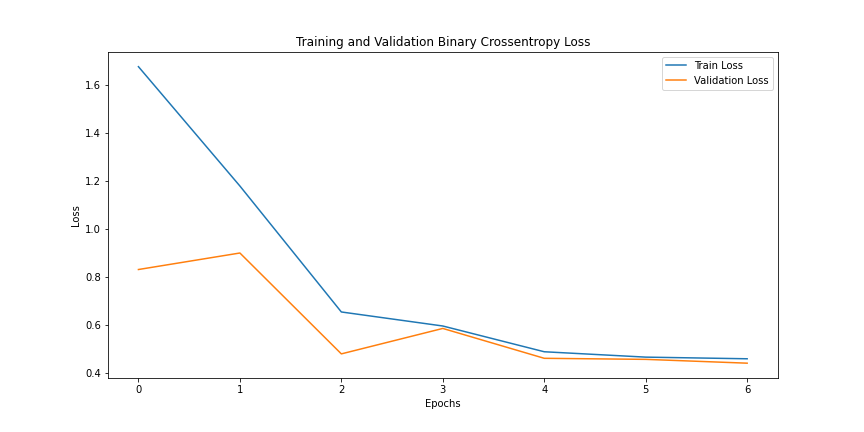 Training and Validation Binary Crossentropy Loss
Train Loss
Validation Loss
1.6
1.4
1.2
1.0
0.8
0.6
0.4
Loss
0 1 2 3 4 5 6
Epochs